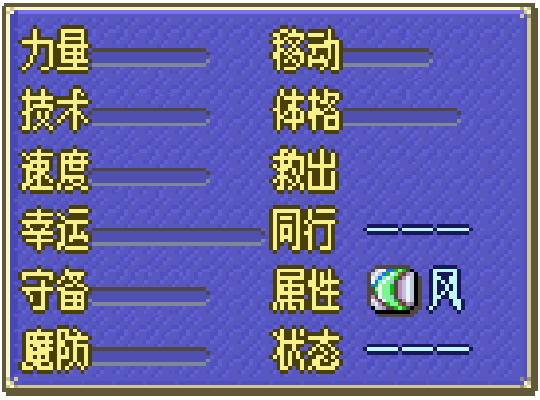 力量 移动
技术 体格
速度 救出
幸运 同行 ———
守备 属性 风
魔防 状态 ———